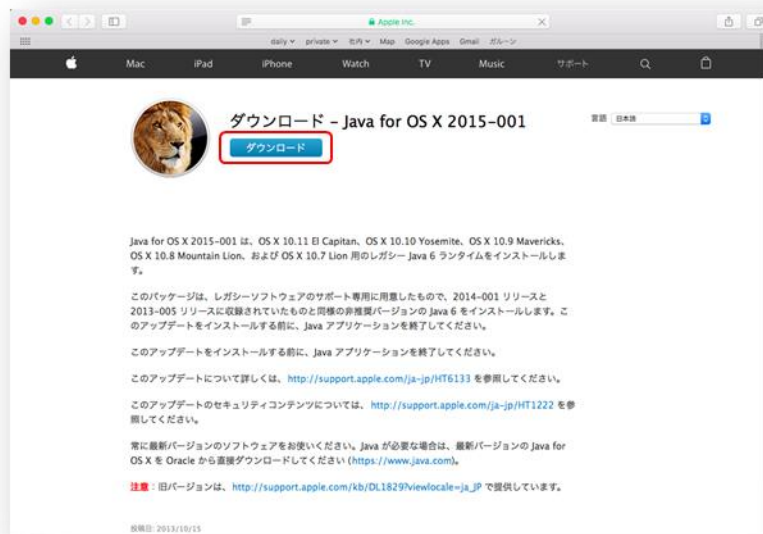 Apple Inc.
daily private 社内 Map Google Apps Gmail ガルーン
Mac iPad iPhone Watch TV Music サポート
ダウンロード – Java for OS X 2015-001
言語 日本語
ダウンロード
Java for OS X 2015-001 は、OS X 10.11 El Capitan、OS X 10.10 Yosemite、OS X 10.9 Mavericks、
OS X 10.8 Mountain Lion、および OS X 10.7 Lion 用のレガシー Java 6 ランタイムをインストールしま
す。
このパッケージは、レガシーソフトウェアのサポート専用に用意したもので、2014-001 リリースと
2013-005 リリースに収録されていたものと同様の非推奨バージョンの Java 6 をインストールします。こ
のアップデートをインストールする前に、Java アプリケーションを終了してください。
このアップデートをインストールする前に、Java アプリケーションを終了してください。
このアップデートについて詳しくは、http://support.apple.com/ja-jp/HT6133 を参照してください。
このアップデートのセキュリティコンテンツについては、http://support.apple.com/ja-jp/HT1222 を参
照してください。
常に最新バージョンのソフトウェアをお使いください。Java が必要な場合は、最新バージョンの Java for
OS X を Oracle から直接ダウンロードしてください (https://www.java.com)。
注意：旧バージョンは、http://support.apple.com/kb/DL1829?viewlocale=ja_JP で提供しています。
投稿日: 2013/10/15